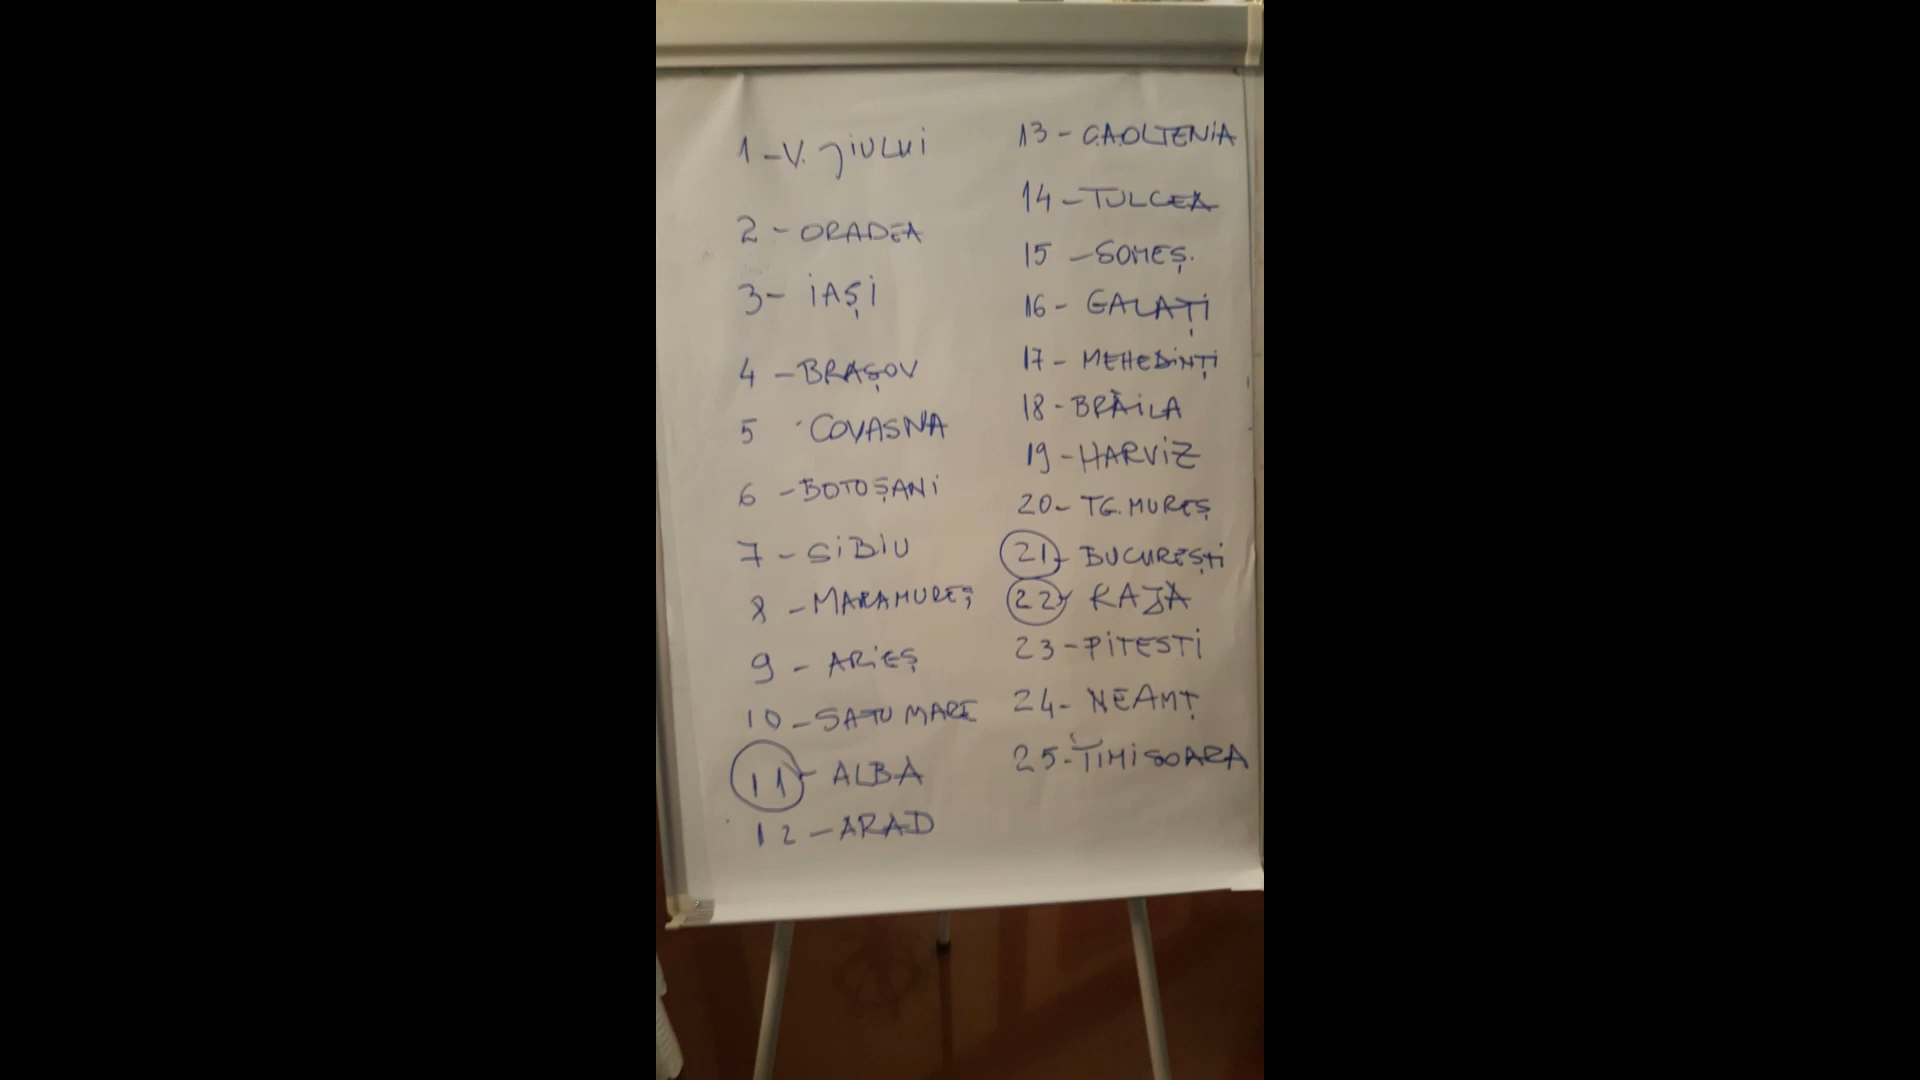 1 - V. JIULUI
2 - ORADEA
3 - IAȘI
4 - BRAȘOV
5 - COVASNA
6 - BOTOȘANI
7 - SIBIU
8 - MARAMUREȘ
9 - ARIEȘ
10 - SATU MARE
11 - ALBA
12 - ARAD
13 - C.A.OLTENIA
14 - TULCEA
15 - SOMEȘ.
16 - GALAȚI
17 - MEHEDINȚI
18 - BRĂILA
19 - HARVIZ
20 - TG. MUREȘ
21 - BUCUREȘTI
22 - RAJA
23 - PITESTI
24 - NEAMȚ
25 - TIMISOARA